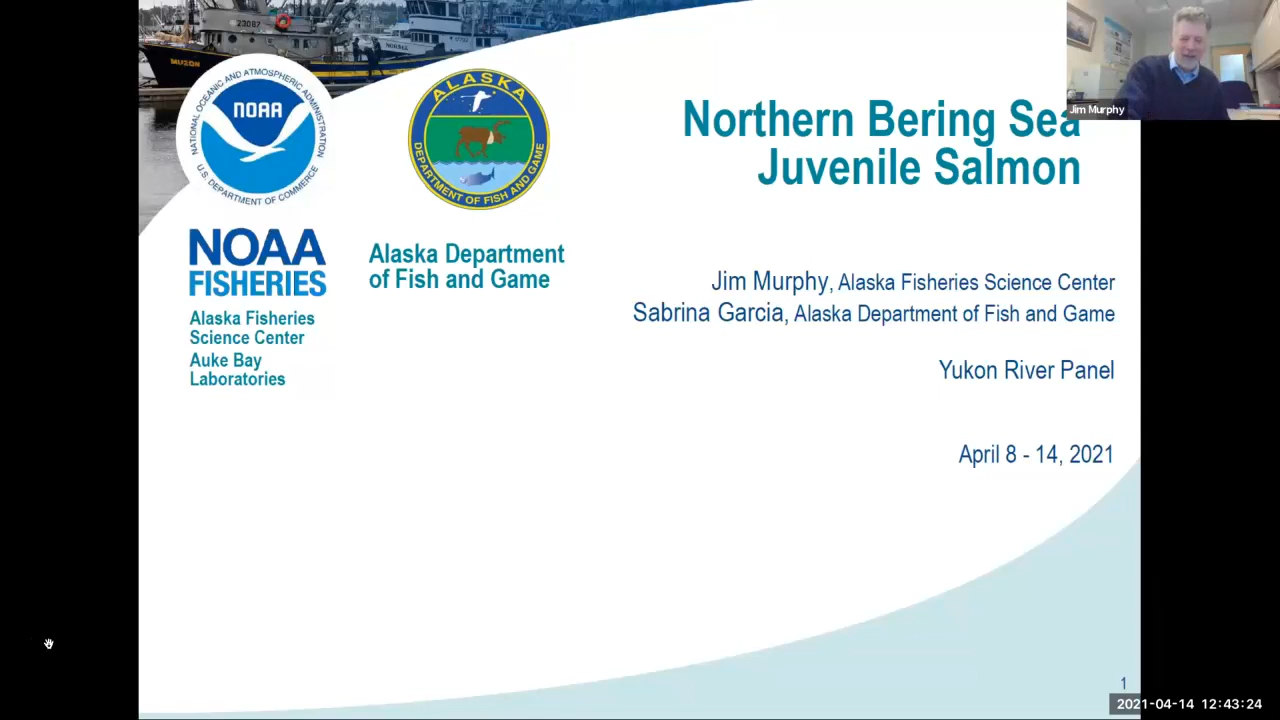 23087
MUZON
NATIONAL OCEANIC AND ATMOSPHERIC ADMINISTRATION
NOAA
U.S. DEPARTMENT OF COMMERCE
ALASKA
DEPARTMENT OF FISH AND GAME
Jim Murphy
Northern Bering Sea
Juvenile Salmon
NOAA
FISHERIES
Alaska Department
of Fish and Game
Alaska Fisheries
Science Center
Auke Bay
Laboratories
Jim Murphy, Alaska Fisheries Science Center
Sabrina Garcia, Alaska Department of Fish and Game
Yukon River Panel
April 8 - 14, 2021
1
2021-04-14 12:43:24